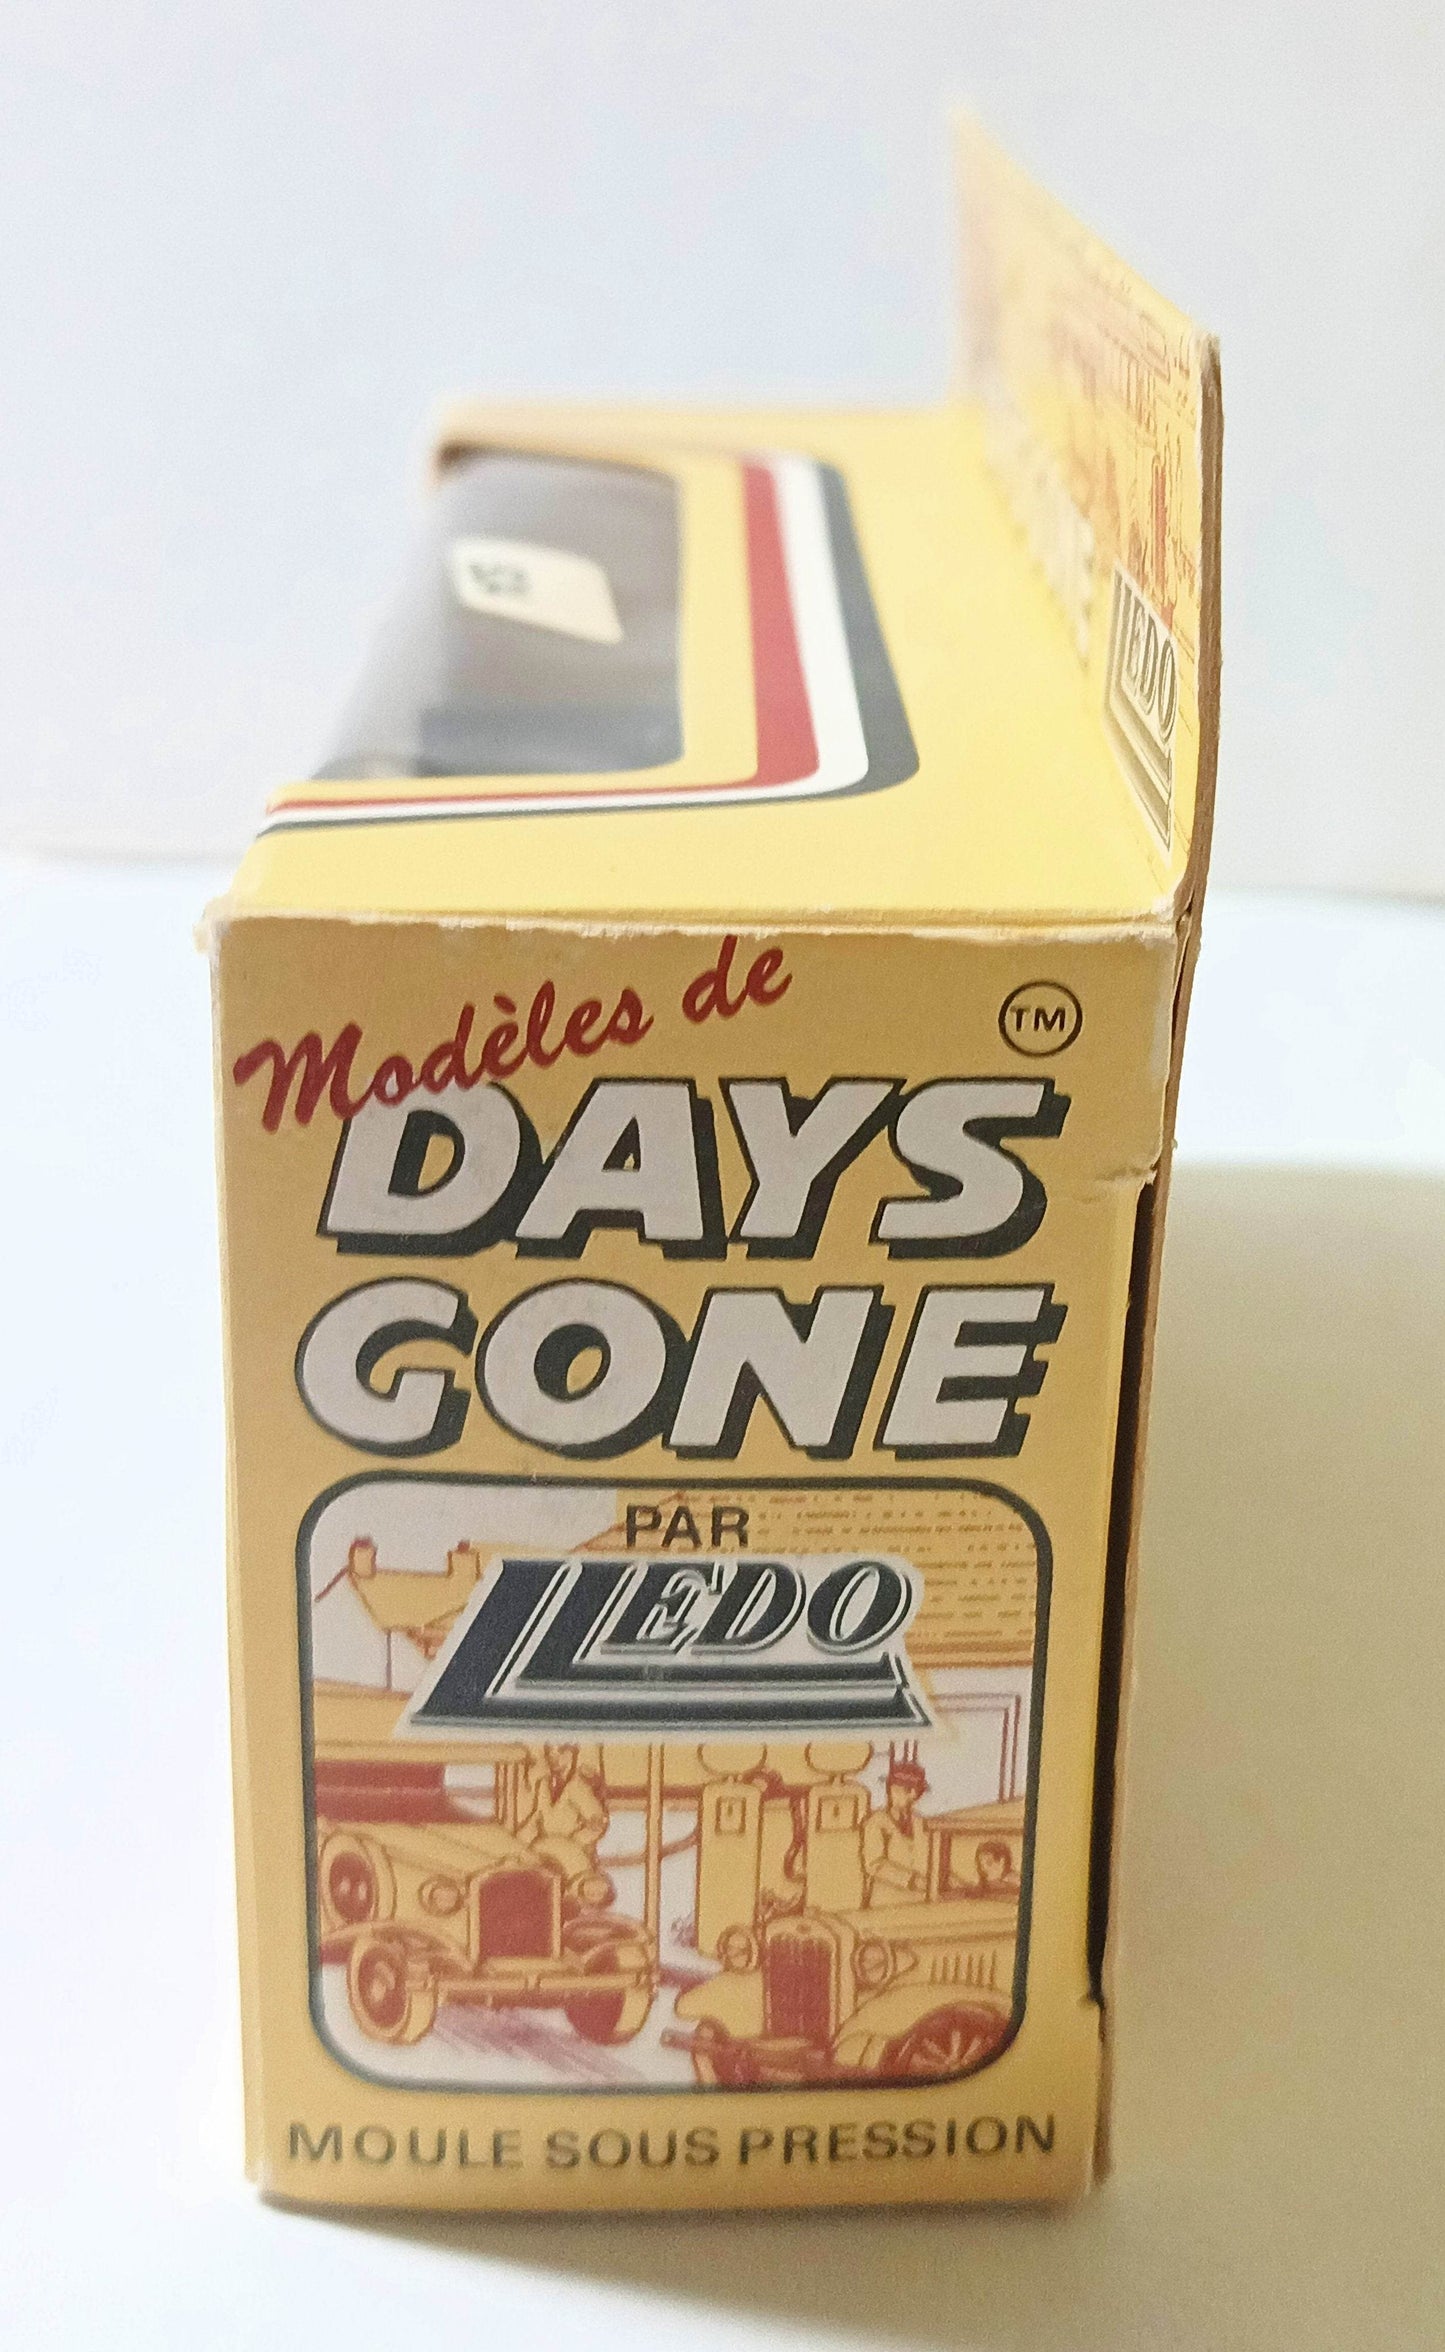 LLEDO
Modèles de
TM
DAYS
GONE
PAR
LLEDO
MOULE SOUS PRESSION